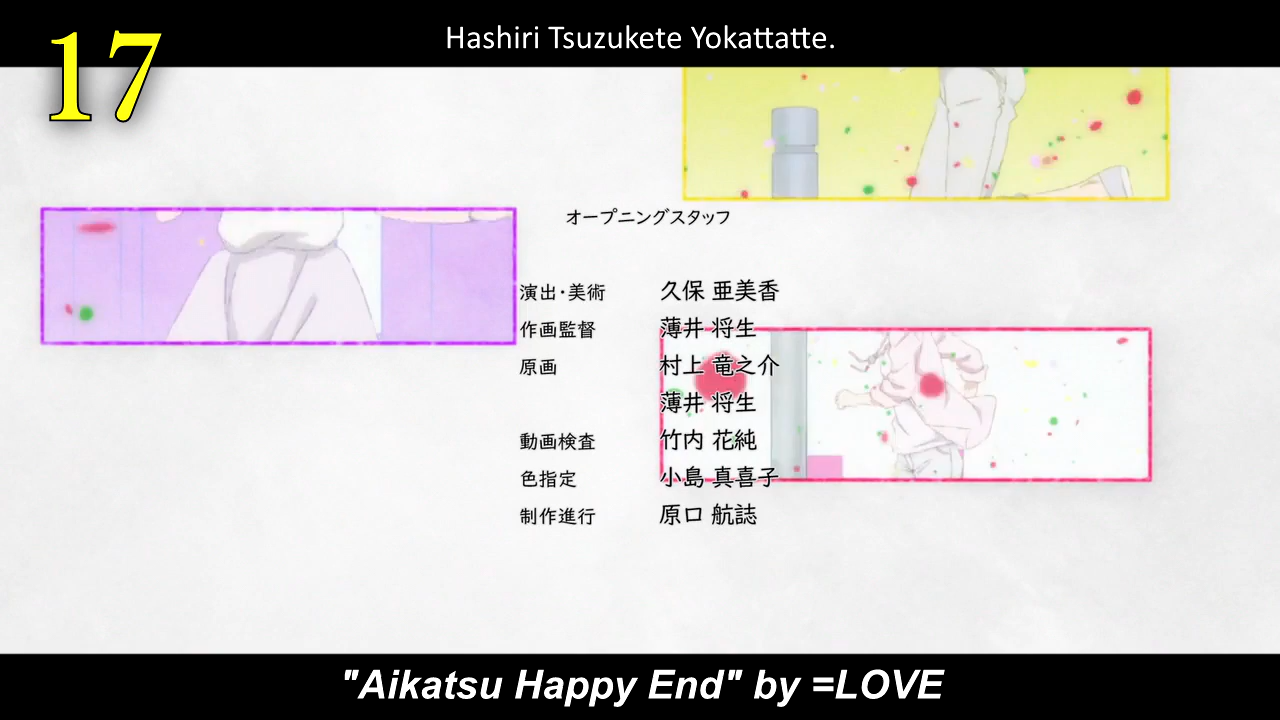 17
Hashiri Tsuzukete Yokattatte.
オープニングスタッフ
演出・美術 久保 亜美香
作画監督 薄井 将生
原画 村上 竜之介
薄井 将生
動画検査 竹内 花純
色指定 小島 真喜子
制作進行 原口 航誌
"Aikatsu Happy End" by =LOVE